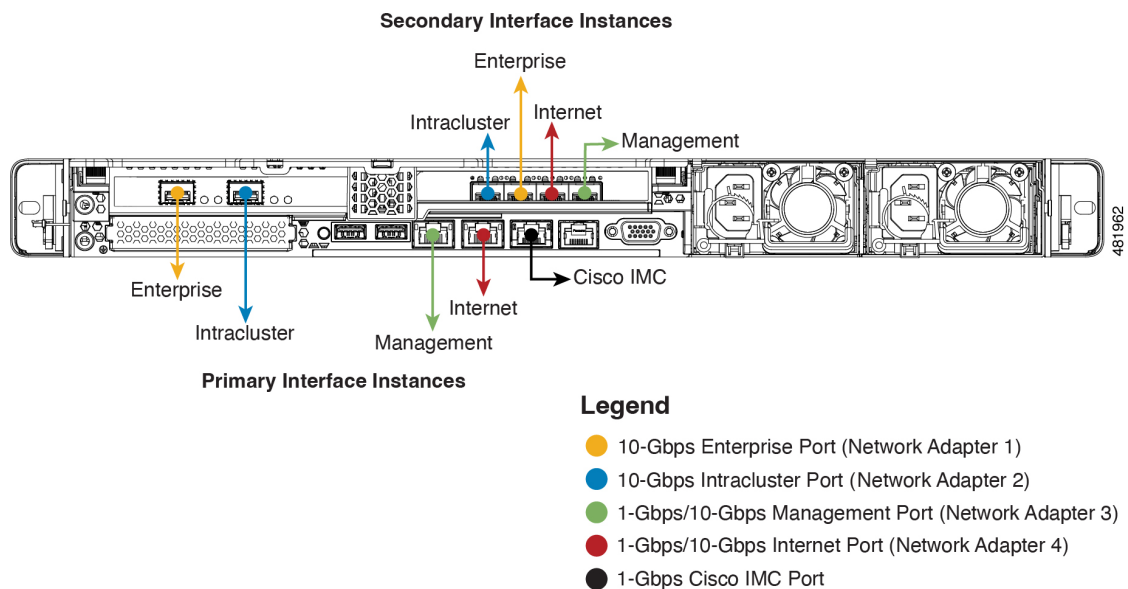 Secondary Interface Instances
Enterprise
Internet
Intracluster
Management
Enterprise
Intracluster
Management
Internet
Cisco IMC
481962
Primary Interface Instances
Legend
10-Gbps Enterprise Port (Network Adapter 1)
10-Gbps Intracluster Port (Network Adapter 2)
1-Gbps/10-Gbps Management Port (Network Adapter 3)
1-Gbps/10-Gbps Internet Port (Network Adapter 4)
1-Gbps Cisco IMC Port